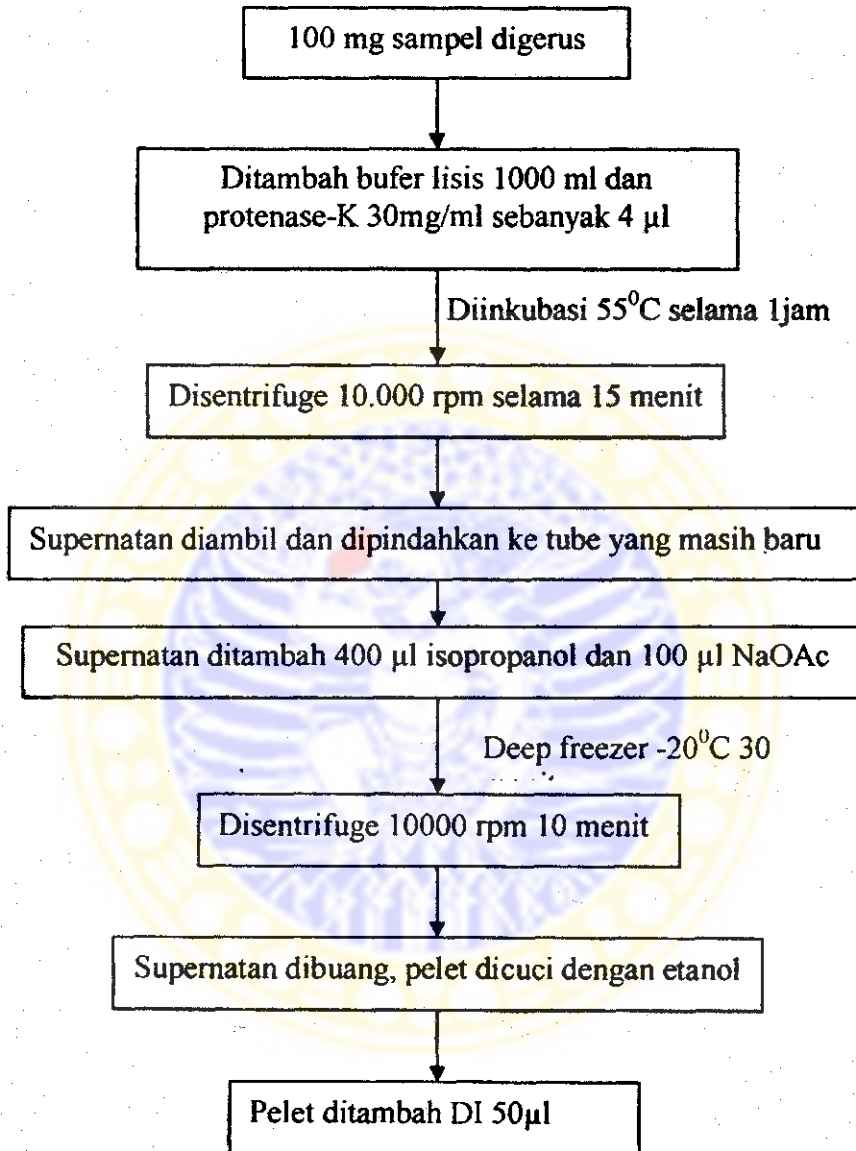 100 mg sampel digerus
Ditambah bufer lisis 1000 ml dan
protenase-K 30mg/ml sebanyak 4 µl
Diinkubasi 55⁰C selama 1jam
Disentrifuge 10.000 rpm selama 15 menit
Supernatan diambil dan dipindahkan ke tube yang masih baru
Supernatan ditambah 400 µl isopropanol dan 100 µl NaOAc
Deep freezer -20⁰C 30
Disentrifuge 10000 rpm 10 menit
Supernatan dibuang, pelet dicuci dengan etanol
Pelet ditambah DI 50µl